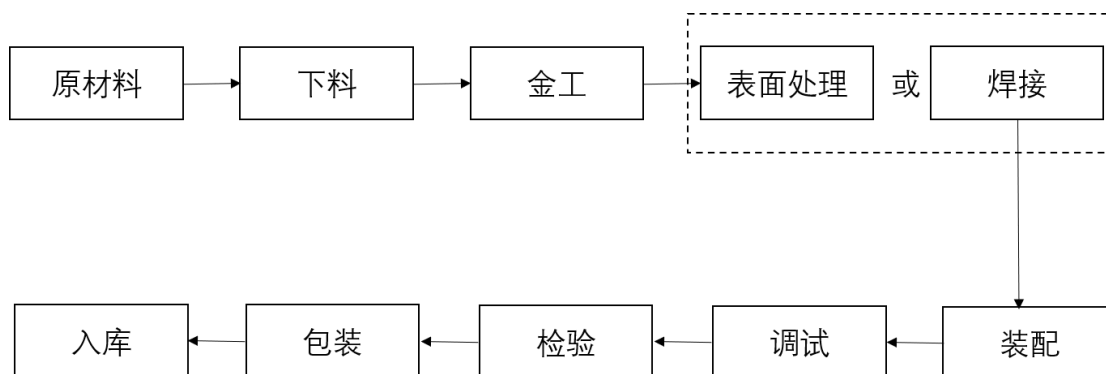 原材料 下料 金工 表面处理 或 焊接
入库 包装 检验 调试 装配